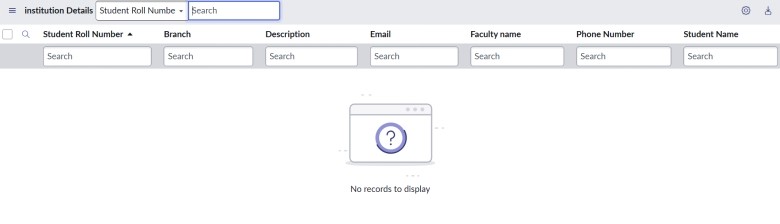 institution Details Student Roll Numbe Search
Student Roll Number Branch Description Email Faculty name Phone Number Student Name
Search Search Search Search Search Search Search
?
No records to display